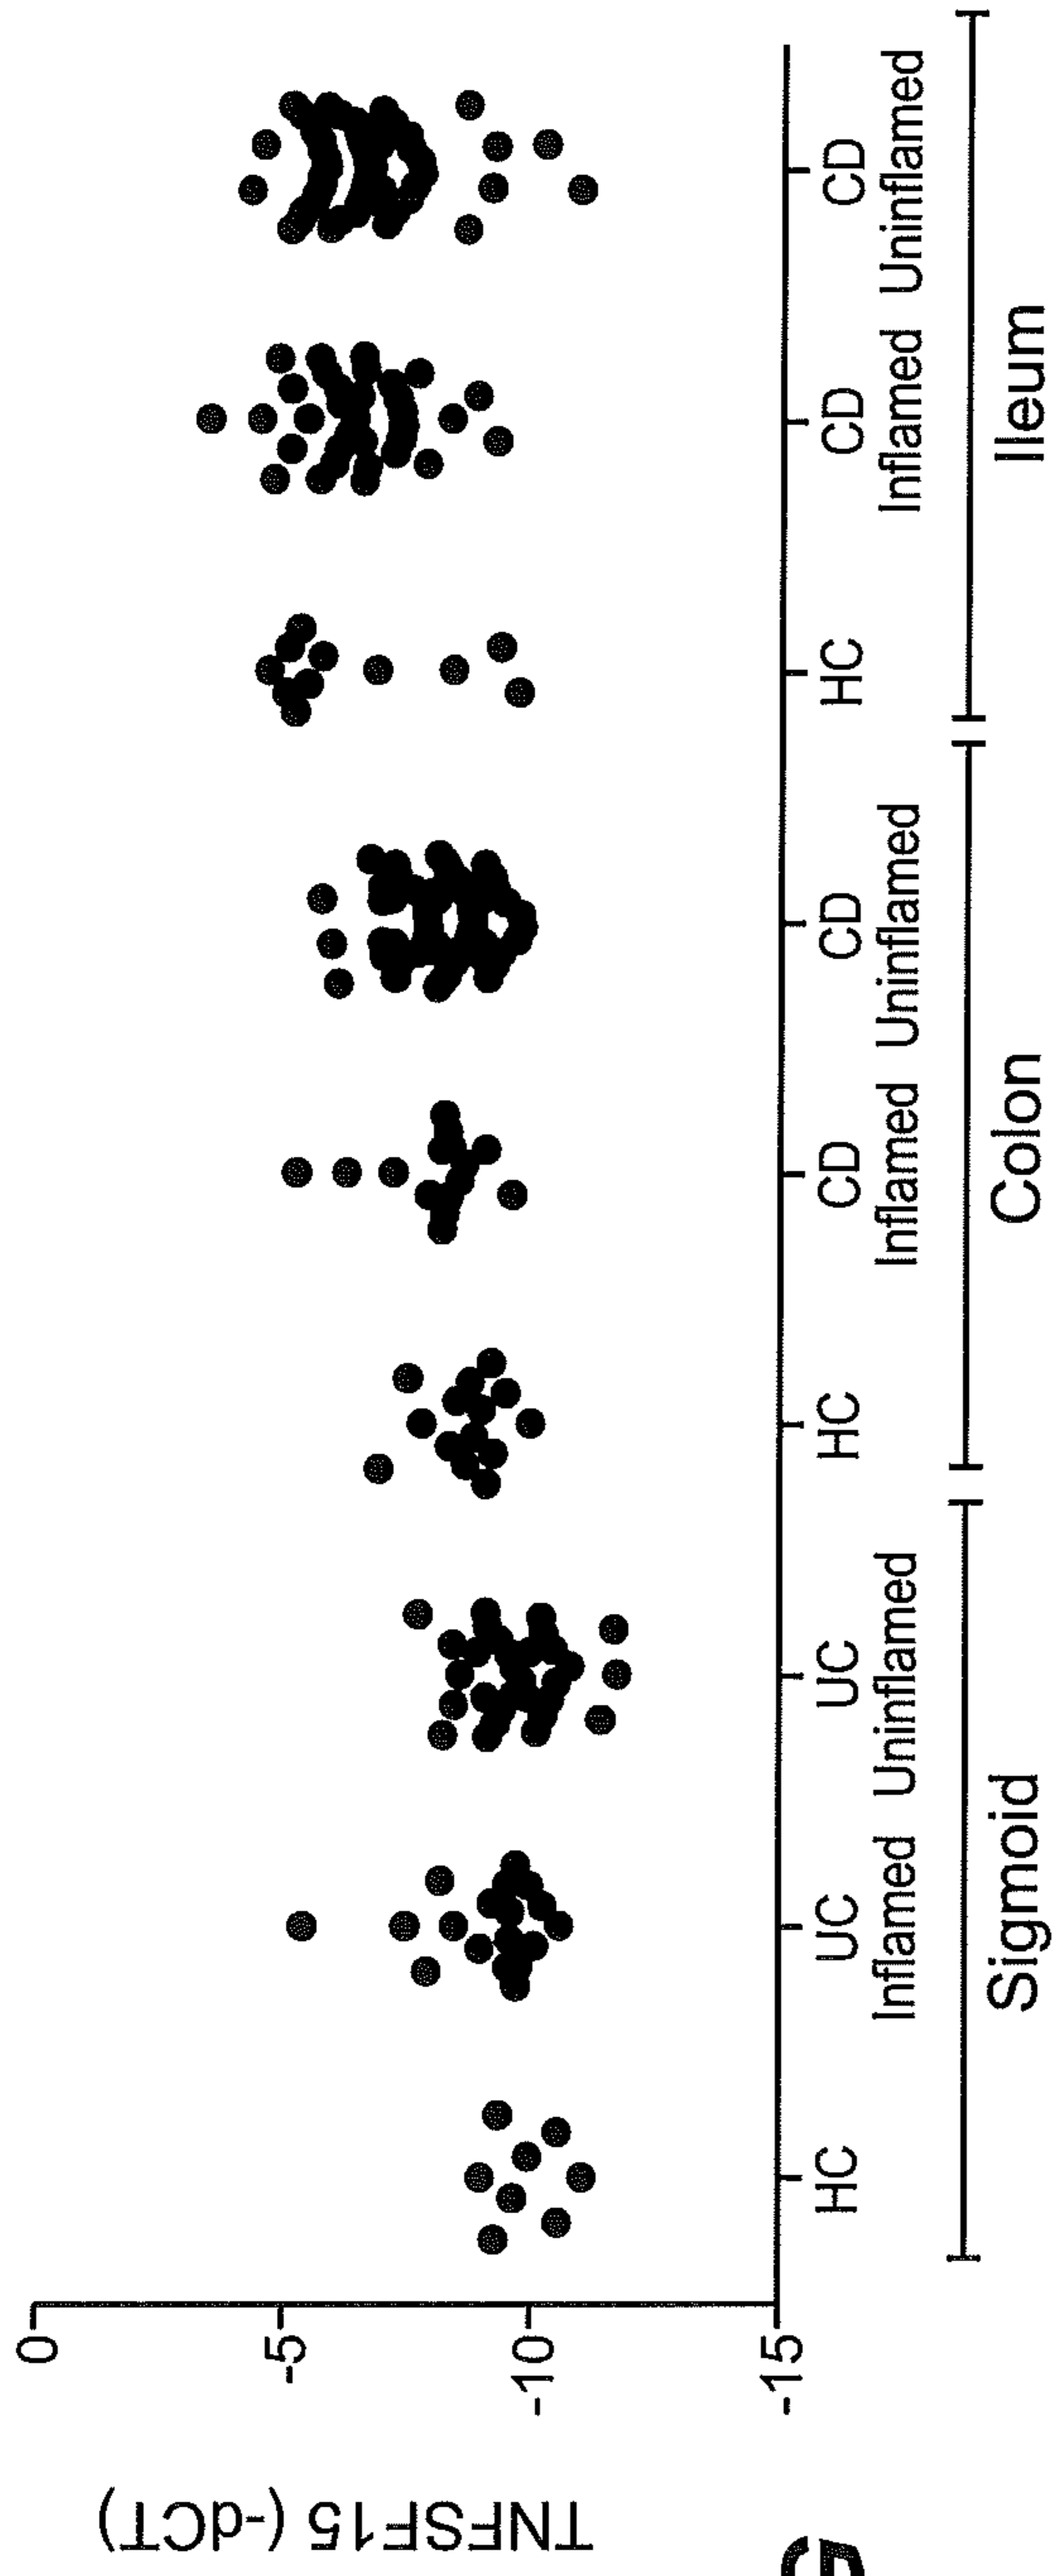 TNFSF15 (-dCT)
0
-5
-10
-15
HC UC UC HC CD CD HC CD CD
Inflamed Uninflamed Inflamed Uninflamed Inflamed Uninflamed
Sigmoid Colon Ileum